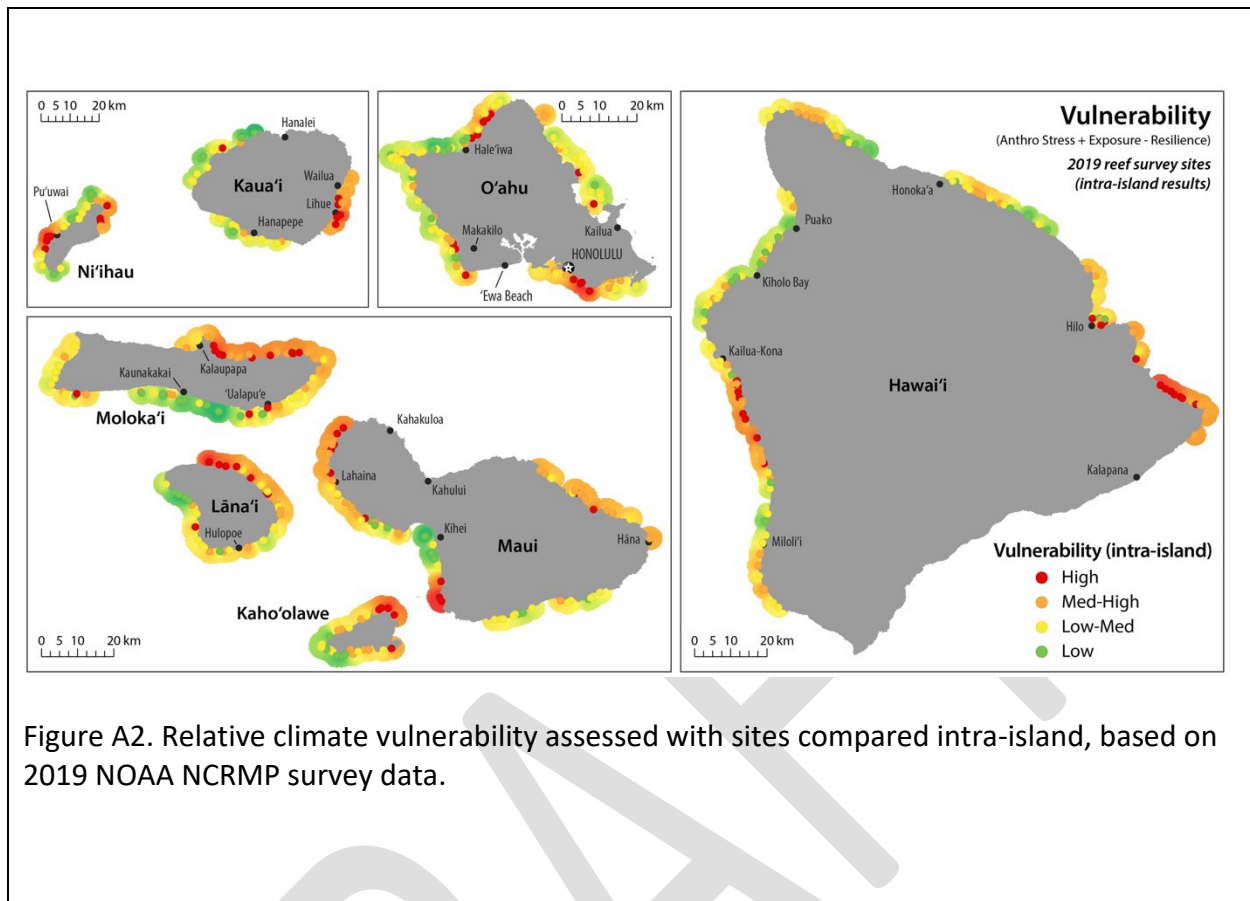 0 5 10 20 km
Hanalei
Kaua‘i
Wailua
Lihue
Hanapepe
Pu‘uwai
Ni‘ihau
0 5 10 20 km
Hale‘iwa
O‘ahu
Makakilo
Kailua
HONOLULU
‘Ewa Beach
Vulnerability
(Anthro Stress + Exposure - Resilience)
2019 reef survey sites
(intra-island results)
Honoka‘a
Puako
Kiholo Bay
Hilo
Kailua-Kona
Hawai‘i
Kalapana
Miloli‘i
Vulnerability (intra-island)
High
Med-High
Low-Med
Low
0 5 10 20 km
Kaunakakai
Kalaupapa
‘Ualapu‘e
Moloka‘i
Kahakuloa
Lahaina
Kahului
Lāna‘i
Hulopoe
Kihei
Maui
Hāna
Kaho‘olawe
0 5 10 20 km
Figure A2. Relative climate vulnerability assessed with sites compared intra-island, based on
2019 NOAA NCRMP survey data.
DRAFT